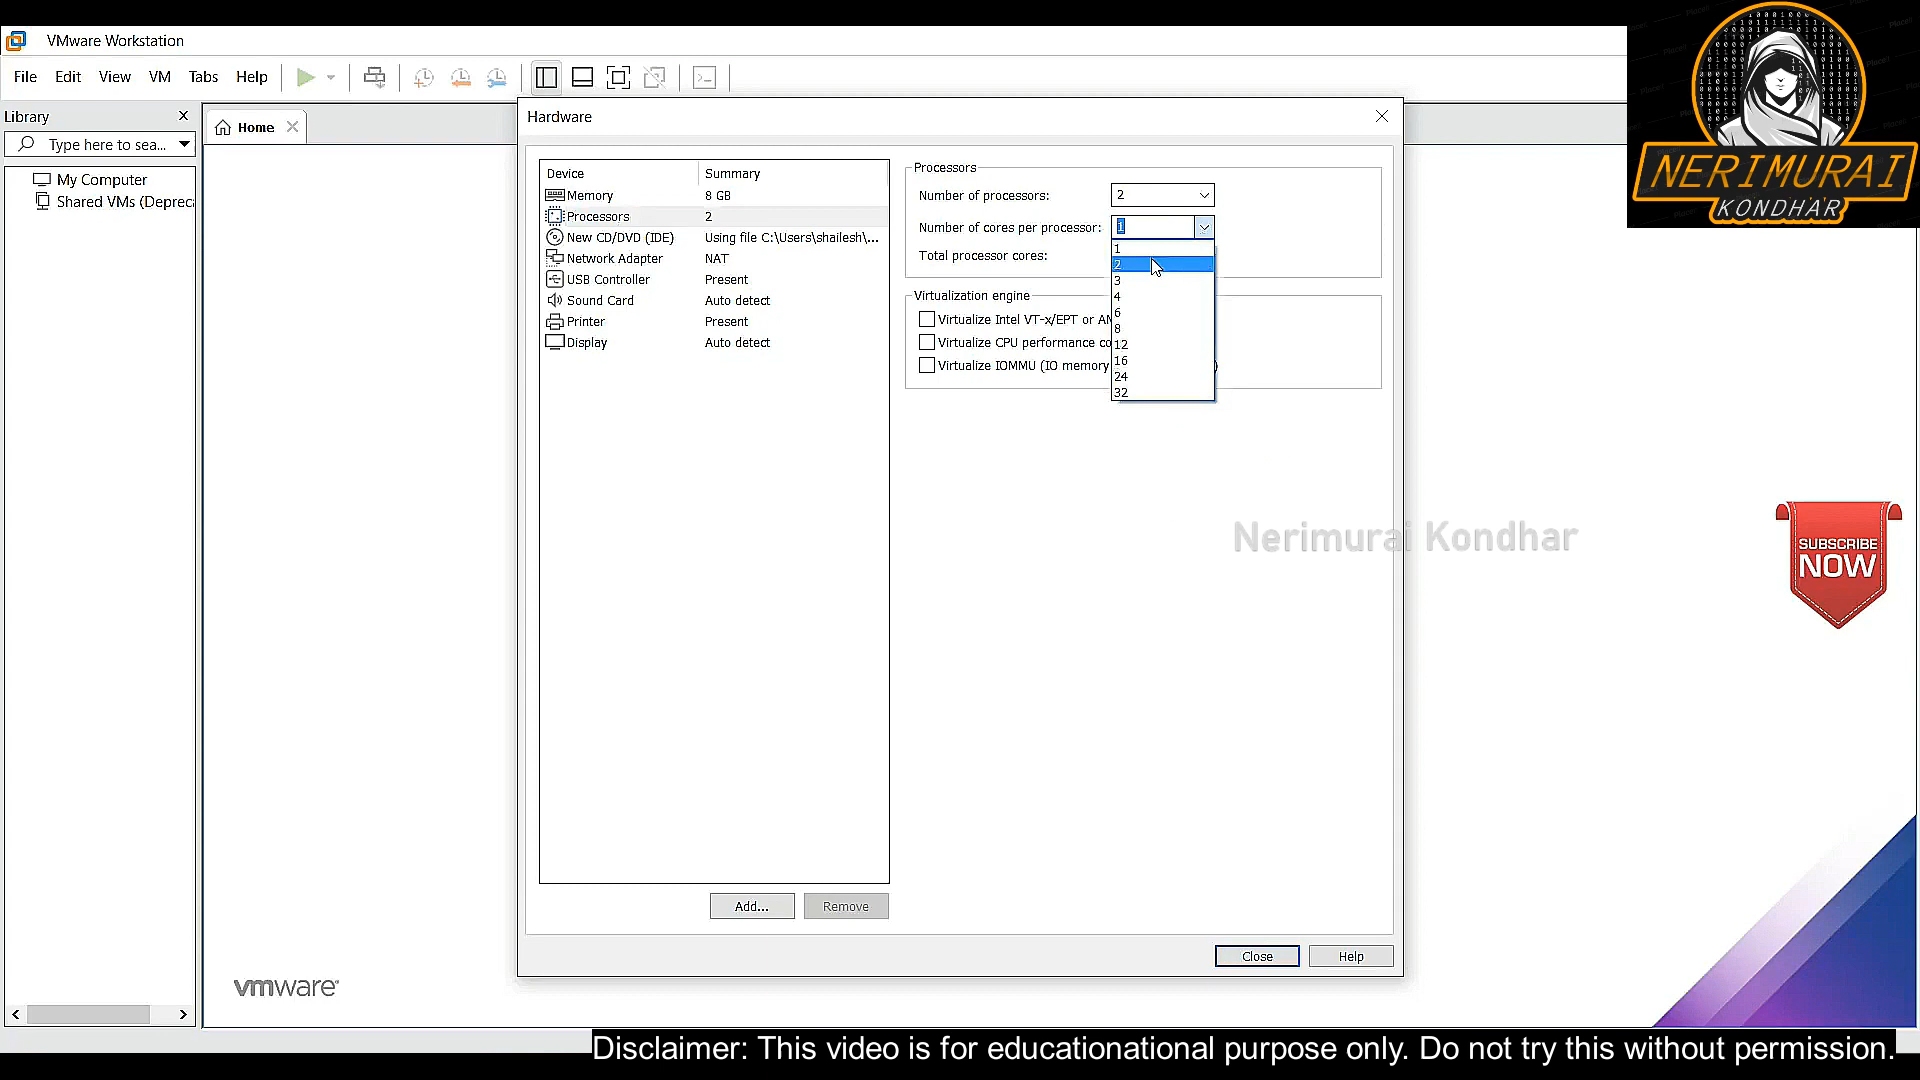 VMware Workstation
File Edit View VM Tabs Help
Library
Type here to sea...
My Computer
Shared VMs (Depreca
Home
Hardware
Device Summary
Memory 8 GB
Processors 2
New CD/DVD (IDE) Using file C:\Users\shailesh\...
Network Adapter NAT
USB Controller Present
Sound Card Auto detect
Printer Present
Display Auto detect
Add... Remove
Processors
Number of processors: 2
Number of cores per processor: 1
Total processor cores:
1
2
3
4
6
8
12
16
24
32
Virtualization engine
Virtualize Intel VT-x/EPT or AM
Virtualize CPU performance co
Virtualize IOMMU (IO memory
Close Help
vmware
NERIMURAI
KONDHAR
Nerimurai Kondhar
SUBSCRIBE
NOW
Disclaimer: This video is for educationational purpose only. Do not try this without permission.